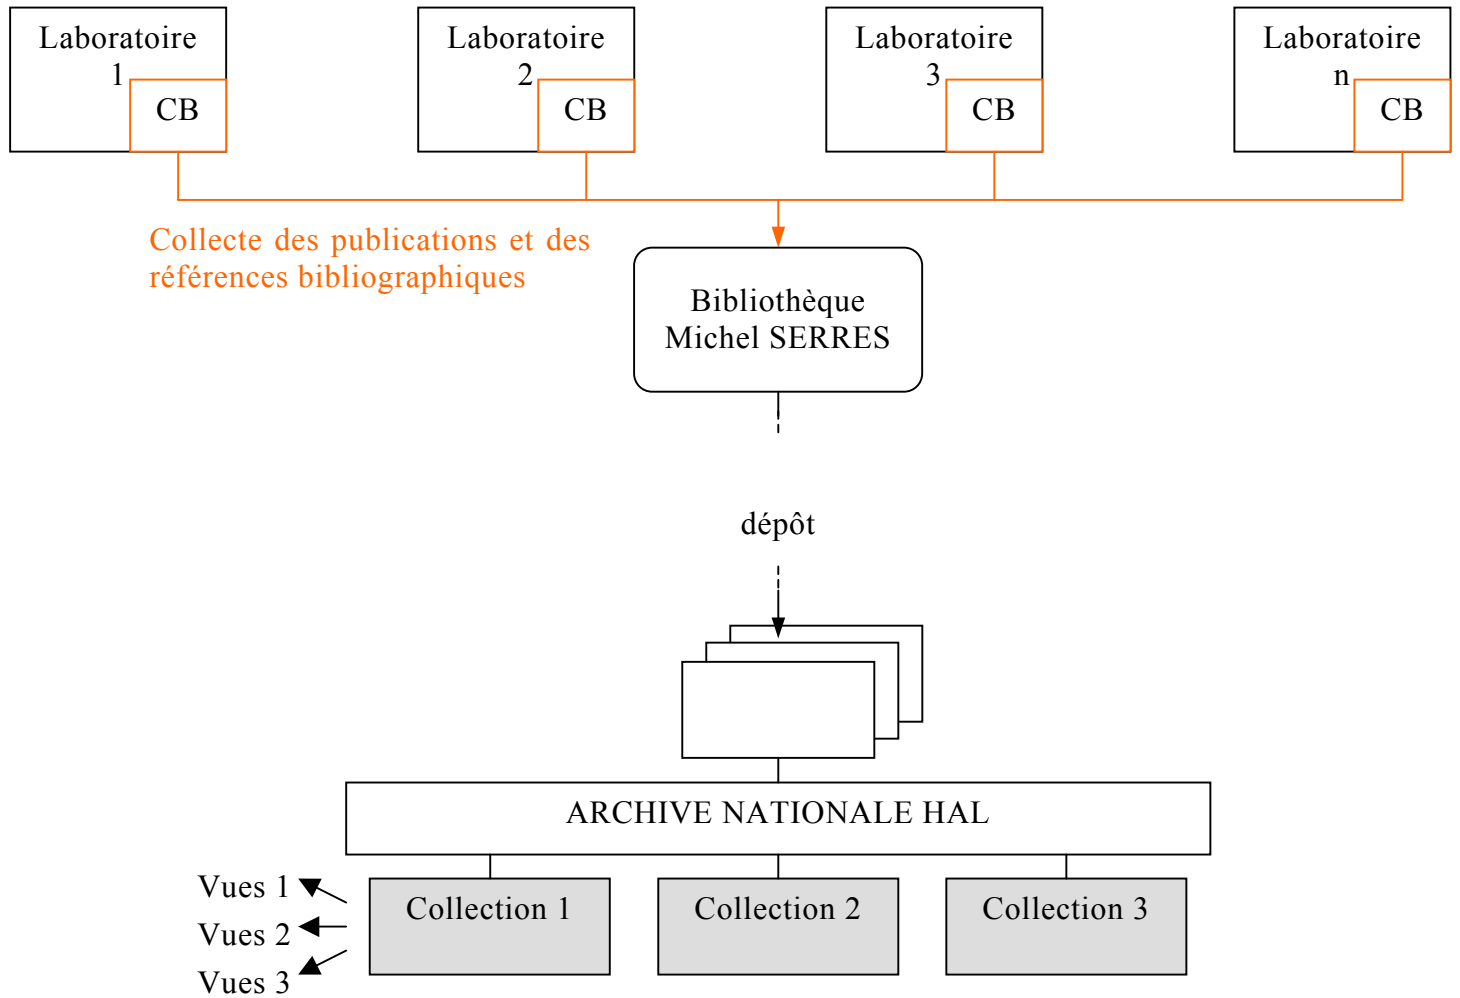 Laboratoire
1
CB
Laboratoire
2
CB
Laboratoire
3
CB
Laboratoire
n
CB
Collecte des publications et des
références bibliographiques
Bibliothèque
Michel SERRES
dépôt
ARCHIVE NATIONALE HAL
Vues 1
Vues 2
Vues 3
Collection 1
Collection 2
Collection 3